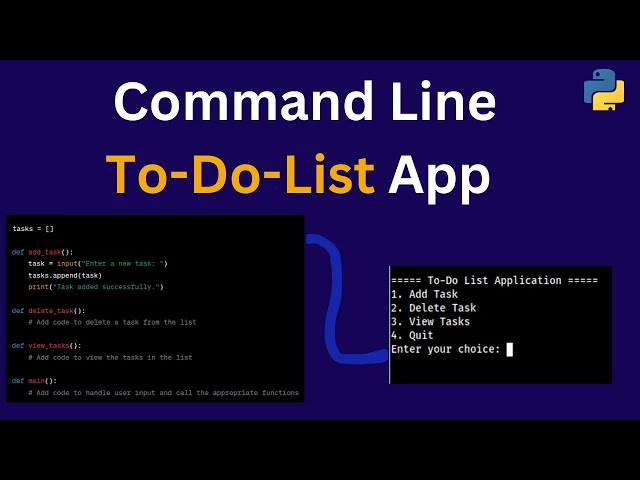 Command Line
To-Do-List App
tasks = []
def add_task():
    task = input("Enter a new task: ")
    tasks.append(task)
    print("Task added successfully.")
def delete_task():
    # Add code to delete a task from the list
def view_tasks():
    # Add code to view the tasks in the list
def main():
    # Add code to handle user input and call the appropriate functions
===== To-Do List Application =====
1. Add Task
2. Delete Task
3. View Tasks
4. Quit
Enter your choice: